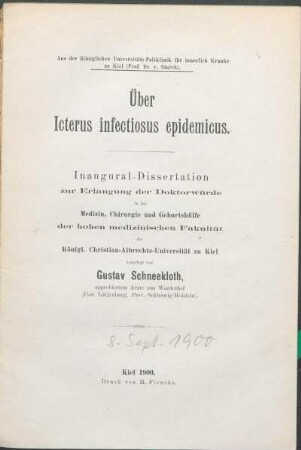 Aus der Königlichen Universitäts-Poliklinik für innerlich Kranke
zu Kiel (Prof. Dr. v. Starck).
Über
Icterus infectiosus epidemicus.
Inaugural-Dissertation
zur Erlangung der Doktorwürde
in der
Medizin, Chirurgie und Geburtshülfe
der hohen medizinischen Fakultät
der
Königl. Christian-Albrechts-Universität zu Kiel
vorgelegt von
Gustav Schneekloth,
approbiertem Arzte aus
(Post Lütjenburg, Prov. Schleswig-Holstein).
8. Sept. 1900
Kiel 1900.
Druck von H. Fiencke.